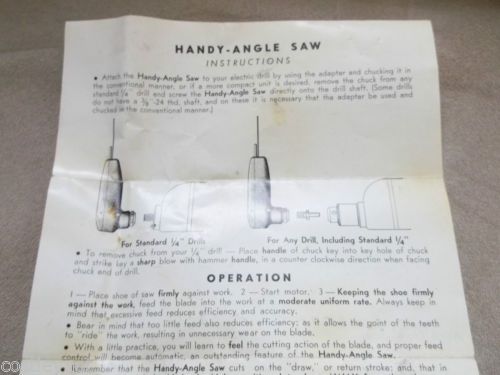 HANDY-ANGLE SAW
INSTRUCTIONS
• Attach the Handy-Angle Saw to your electric drill by using the adapter and chucking it in
the conventional manner, or if a more compact unit is desired, remove the chuck from any
standard ¼" drill and screw the Handy-Angle Saw directly onto the drill shaft. (Some drills
do not have a ⅜-24 thd. shaft, and on these it is necessary that the adapter be used and
chucked in the conventional manner.)
For Standard ¼" Drills
For Any Drill, Including Standard ¼"
• To remove chuck from your ¼" drill — Place handle of chuck key into key hole of chuck
and strike key a sharp blow with hammer handle, in a counter clockwise direction when facing
chuck end of drill.
OPERATION
1 — Place shoe of saw firmly against work. 2 — Start motor. 3 — Keeping the shoe firmly
against the work, feed the blade into the work at a moderate uniform rate. Always keep in
mind that excessive feed reduces efficiency and accuracy.
• Bear in mind that too little feed also reduces efficiency; as it allows the point of the teeth
to "ride" the work, resulting in unnecessary wear on the blade.
• With a little practice, you will learn to feel the cutting action of the blade, and proper feed
control will become automatic, an outstanding feature of the Handy-Angle Saw.
• Remember that the Handy-Angle Saw cuts on the "draw," or return stroke; and, that in